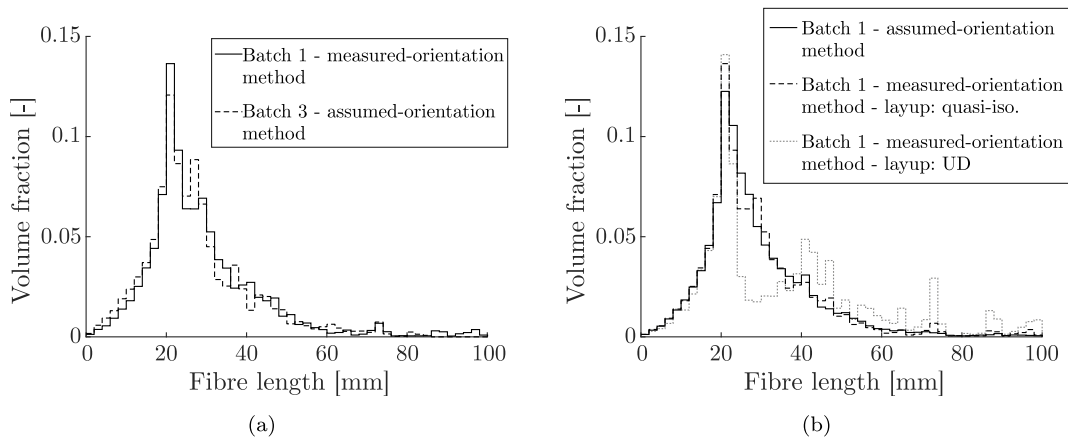 0.15
0.1
0.05
0
Volume fraction [-]
Batch 1 - measured-orientation
method
Batch 3 - assumed-orientation
method
0 20 40 60 80 100
Fibre length [mm]
(a)
0.15
0.1
0.05
0
Volume fraction [-]
Batch 1 - assumed-orientation
method
Batch 1 - measured-orientation
method - layup: quasi-iso.
Batch 1 - measured-orientation
method - layup: UD
0 20 40 60 80 100
Fibre length [mm]
(b)